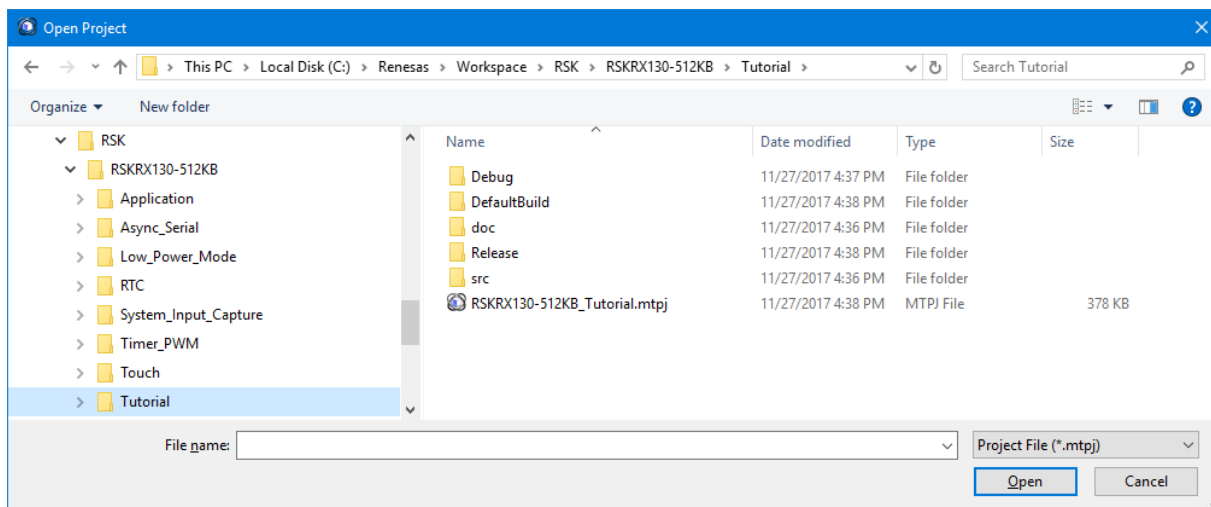 Open Project
This PC > Local Disk (C:) > Renesas > Workspace > RSK > RSKRX130-512KB > Tutorial >
Search Tutorial
Organize
New folder
RSK
RSKRX130-512KB
Application
Async_Serial
Low_Power_Mode
RTC
System_Input_Capture
Timer_PWM
Touch
Tutorial
Name Date modified Type Size
Debug 11/27/2017 4:37 PM File folder
DefaultBuild 11/27/2017 4:38 PM File folder
doc 11/27/2017 4:36 PM File folder
Release 11/27/2017 4:38 PM File folder
src 11/27/2017 4:36 PM File folder
RSKRX130-512KB_Tutorial.mtpj 11/27/2017 4:38 PM MTPJ File 378 KB
File name:
Project File (*.mtpj)
Open
Cancel